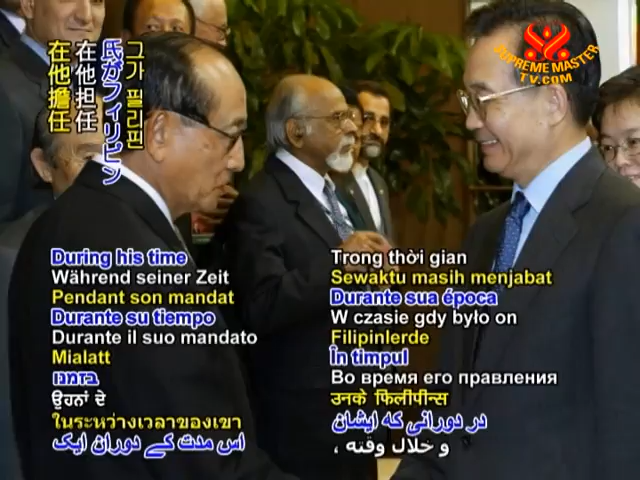 SUPREME MASTER
TV.COM
그가 필리핀
氏がフィリピン
在他担任
在他擔任
During his time
Während seiner Zeit
Pendant son mandat
Durante su tiempo
Durante il suo mandato
Mialatt
בזמנו
ਉਹਨਾਂ ਦੇ
ในระหว่างเวลาของเขา
اس مدت کے دوران ایک
Trong thời gian
Sewaktu masih menjabat
Durante sua época
W czasie gdy było on
Filipinlerde
În timpul
Во время его правления
उनके फिलीपीन्स
در دورانی که ایشان
و خلال وقته ،